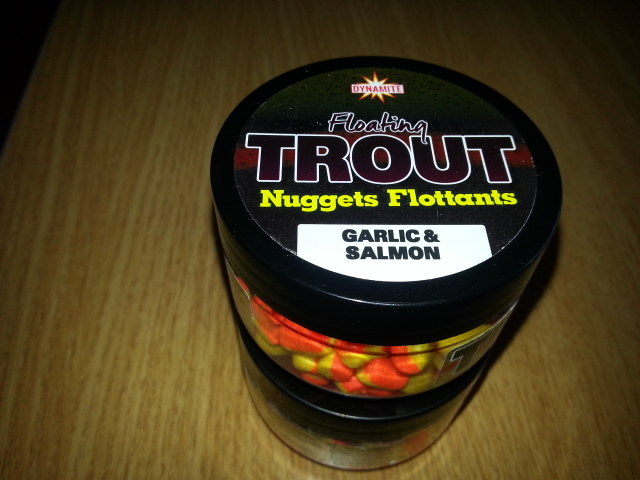 DYNAMITE
Floating
TROUT
Nuggets Flottants
GARLIC &
SALMON